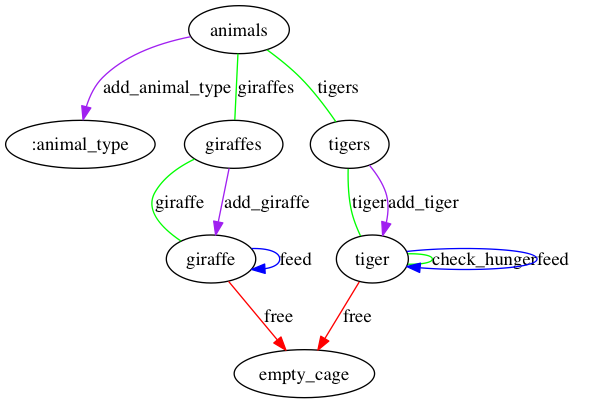 animals
add_animal_type
giraffes
tigers
:animal_type
giraffes
tigers
giraffe
add_giraffe
tiger
add_tiger
giraffe
feed
tiger
check_hunger
feed
free
free
empty_cage